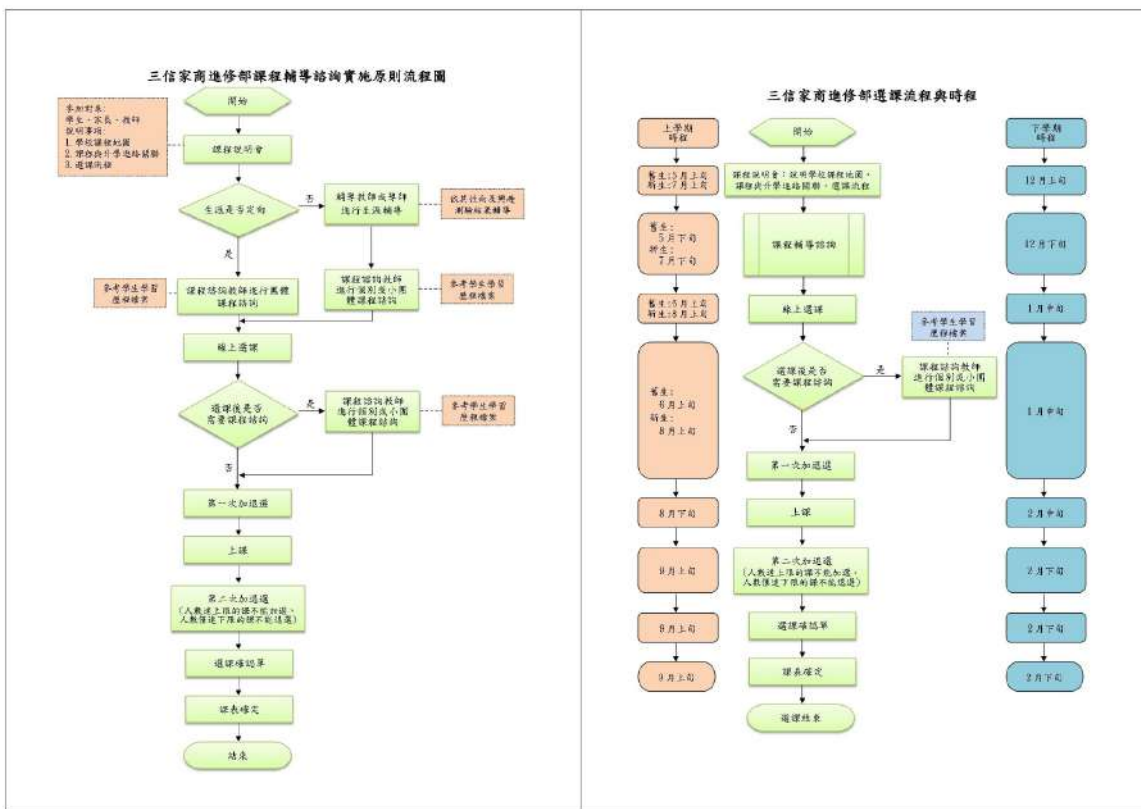 三信家商進修部課程輔導諮詢實施原則流程圖
開始
參加對象:
學生、家長、教師
說明事項:
1. 學校課程地圖
2. 課程與升學進路關聯
3. 選課流程
課程說明會
生涯是否定向
否
輔導教師或導師
進行生涯輔導
依其性向及興趣
測驗結果輔導
是
參考學生學習
歷程檔案
課程諮詢教師進行團體
課程諮詢
課程諮詢教師
進行個別或小團
體課程諮詢
參考學生學習
歷程檔案
線上選課
選課後是否
需要課程諮詢
是
課程諮詢教師
進行個別或小團
體課程諮詢
參考學生學習
歷程檔案
否
第一次加退選
上課
第二次加退選
(人數達上限的課不能加選,
人數僅達下限的課不能退選)
選課確認單
課表確定
結束
三信家商進修部選課流程與時程
上學期
時程
舊生:5月上旬
新生:7月上旬
舊生:
5月下旬
新生:
7月下旬
舊生:6月上旬
新生:8月上旬
舊生:
6月上旬
新生:
8月上旬
8月下旬
9月上旬
9月上旬
9月上旬
開始
課程說明會:說明學校課程地圖,
課程與升學進路關聯,選課流程
課程輔導諮詢
線上選課
參考學生學習
歷程檔案
選課後是否
需要課程諮詢
是
課程諮詢教師
進行個別或小團
體課程諮詢
否
第一次加退選
上課
第二次加退選
(人數達上限的課不能加選,
人數僅達下限的課不能退選)
選課確認單
課表確定
選課結束
下學期
時程
12月上旬
12月下旬
1月中旬
1月中旬
2月中旬
2月下旬
2月下旬
2月下旬